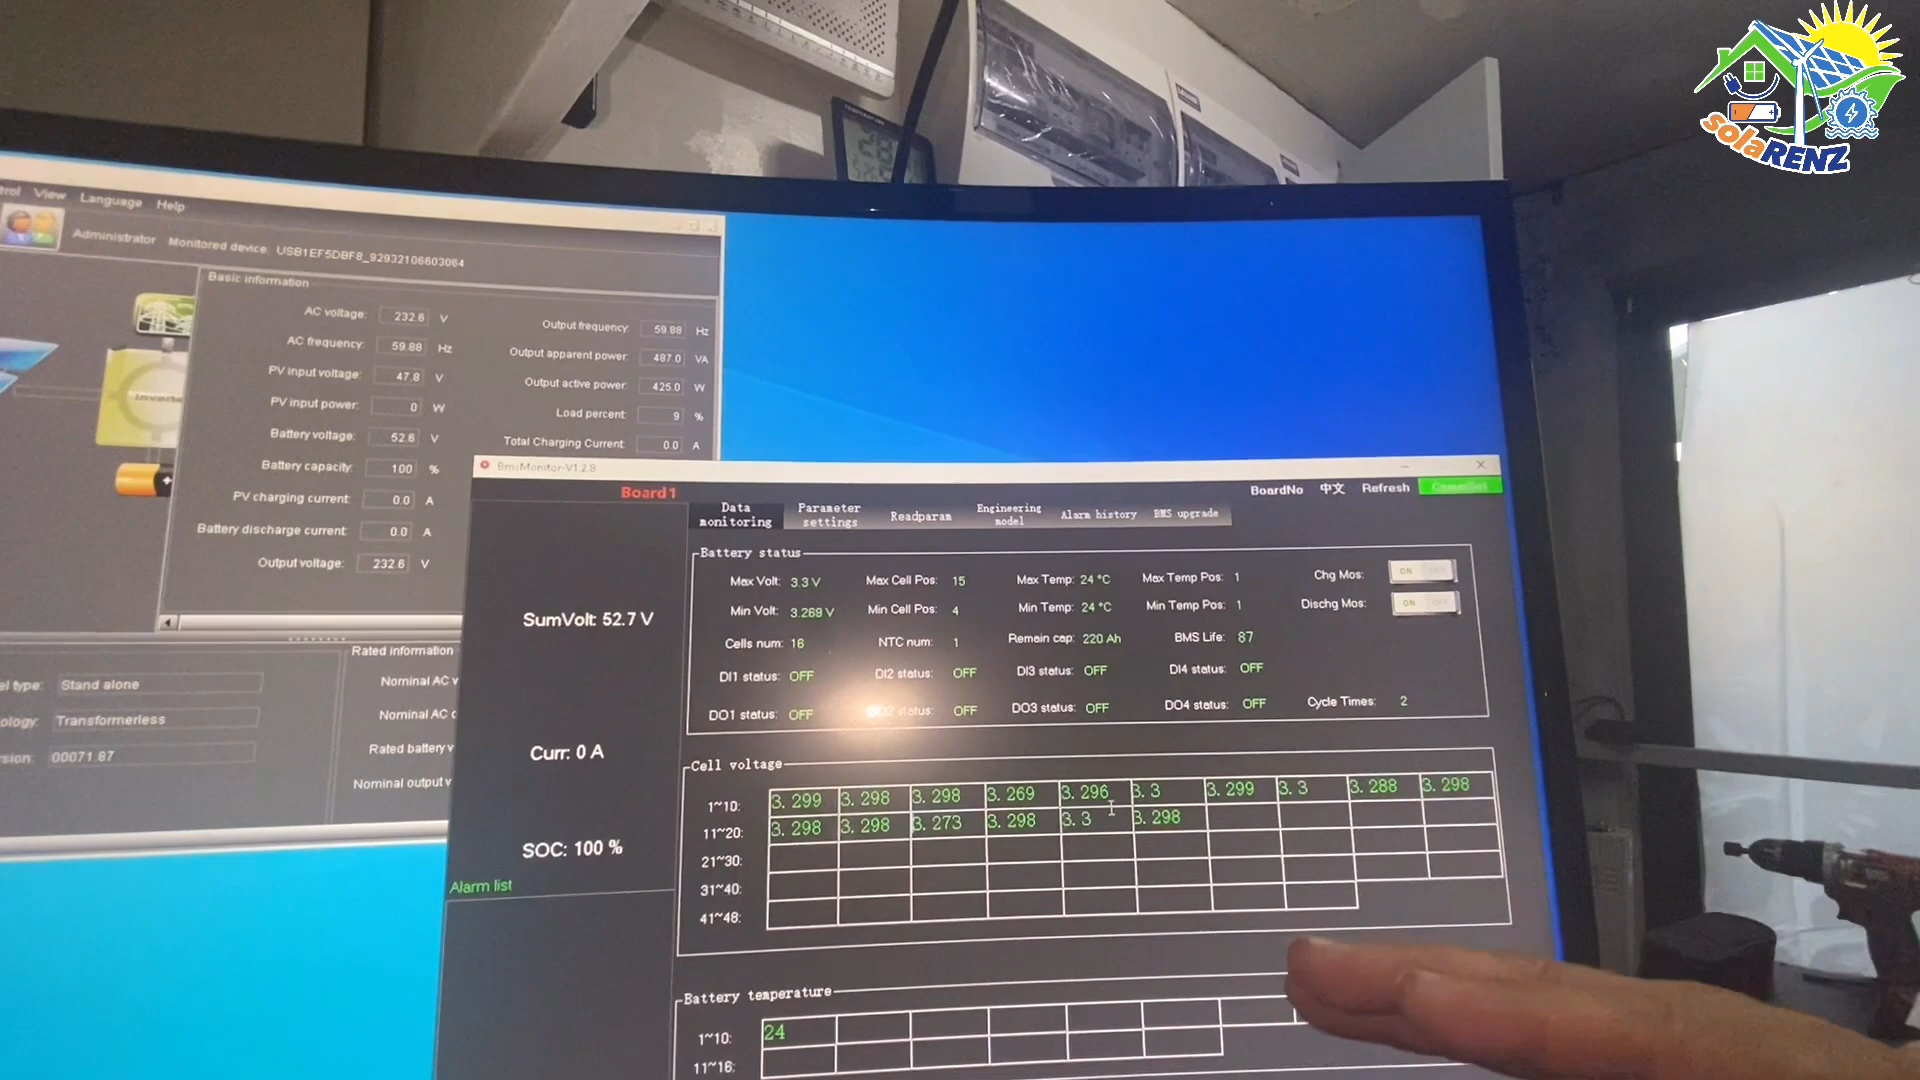 solaRENZ
View Language Help
Administrator Monitored device: USB1EF5DBF8_92932106603064
Basic information
AC voltage: 232.6 V
AC frequency: 59.88 Hz
PV input voltage: 47.8 V
PV input power: 0 W
Battery voltage: 52.6 V
Battery capacity: 100 %
PV charging current: 0.0 A
Battery discharge current: 0.0 A
Output voltage: 232.6 V
Output frequency: 59.88 Hz
Output apparent power: 487.0 VA
Output active power: 425.0 W
Load percent: 9 %
Total Charging Current: 0.0 A
Stand alone
Transformerless
00071.87
Rated information
Nominal AC v
Nominal AC c
Rated battery v
Nominal output v
BmsMonitor-V1.2.8
Board1
BoardNo 中文 Refresh
Data monitoring
Parameter settings
Readparam
Engineering model
Alarm history
BMS upgrade
SumVolt: 52.7 V
Curr: 0 A
SOC: 100 %
Alarm list
Battery status
Max Volt: 3.3 V Max Cell Pos: 15 Max Temp: 24 °C Max Temp Pos: 1 Chg Mos: ON
Min Volt: 3.269 V Min Cell Pos: 4 Min Temp: 24 °C Min Temp Pos: 1 Dischg Mos: ON
Cells num: 16 NTC num: 1 Remain cap: 220 Ah BMS Life: 87
DI1 status: OFF DI2 status: OFF DI3 status: OFF DI4 status: OFF
DO1 status: OFF DO2 status: OFF DO3 status: OFF DO4 status: OFF Cycle Times: 2
Cell voltage
1~10: 3.299 3.298 3.298 3.269 3.296 3.3 3.299 3.3 3.288 3.298
11~20: 3.298 3.298 3.273 3.298 3.3 3.298
21~30:
31~40:
41~48:
Battery temperature
1~10: 24
11~16: